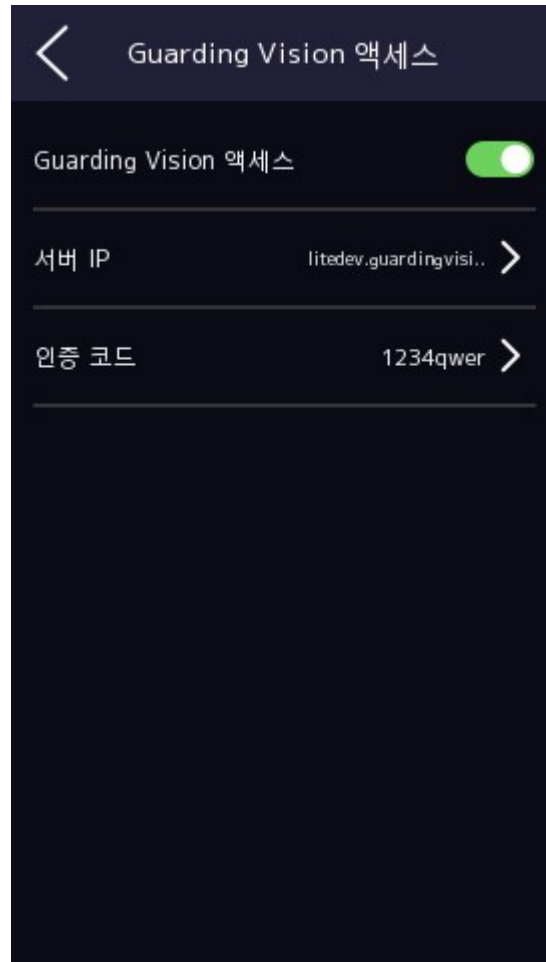 Guarding Vision 액세스
Guarding Vision 액세스
서버 IP litedev.guardingvisi..
인증 코드 1234qwer